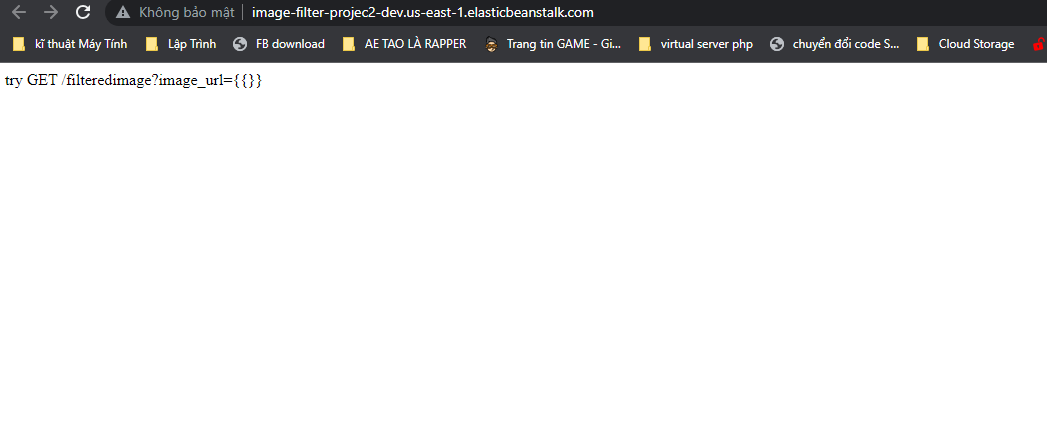 Không bảo mật image-filter-projec2-dev.us-east-1.elasticbeanstalk.com
kĩ thuật Máy Tính Lập Trình FB download AE TAO LÀ RAPPER Trang tin GAME - Gi... virtual server php chuyển đổi code S... Cloud Storage
try GET /filteredimage?image_url={{}}